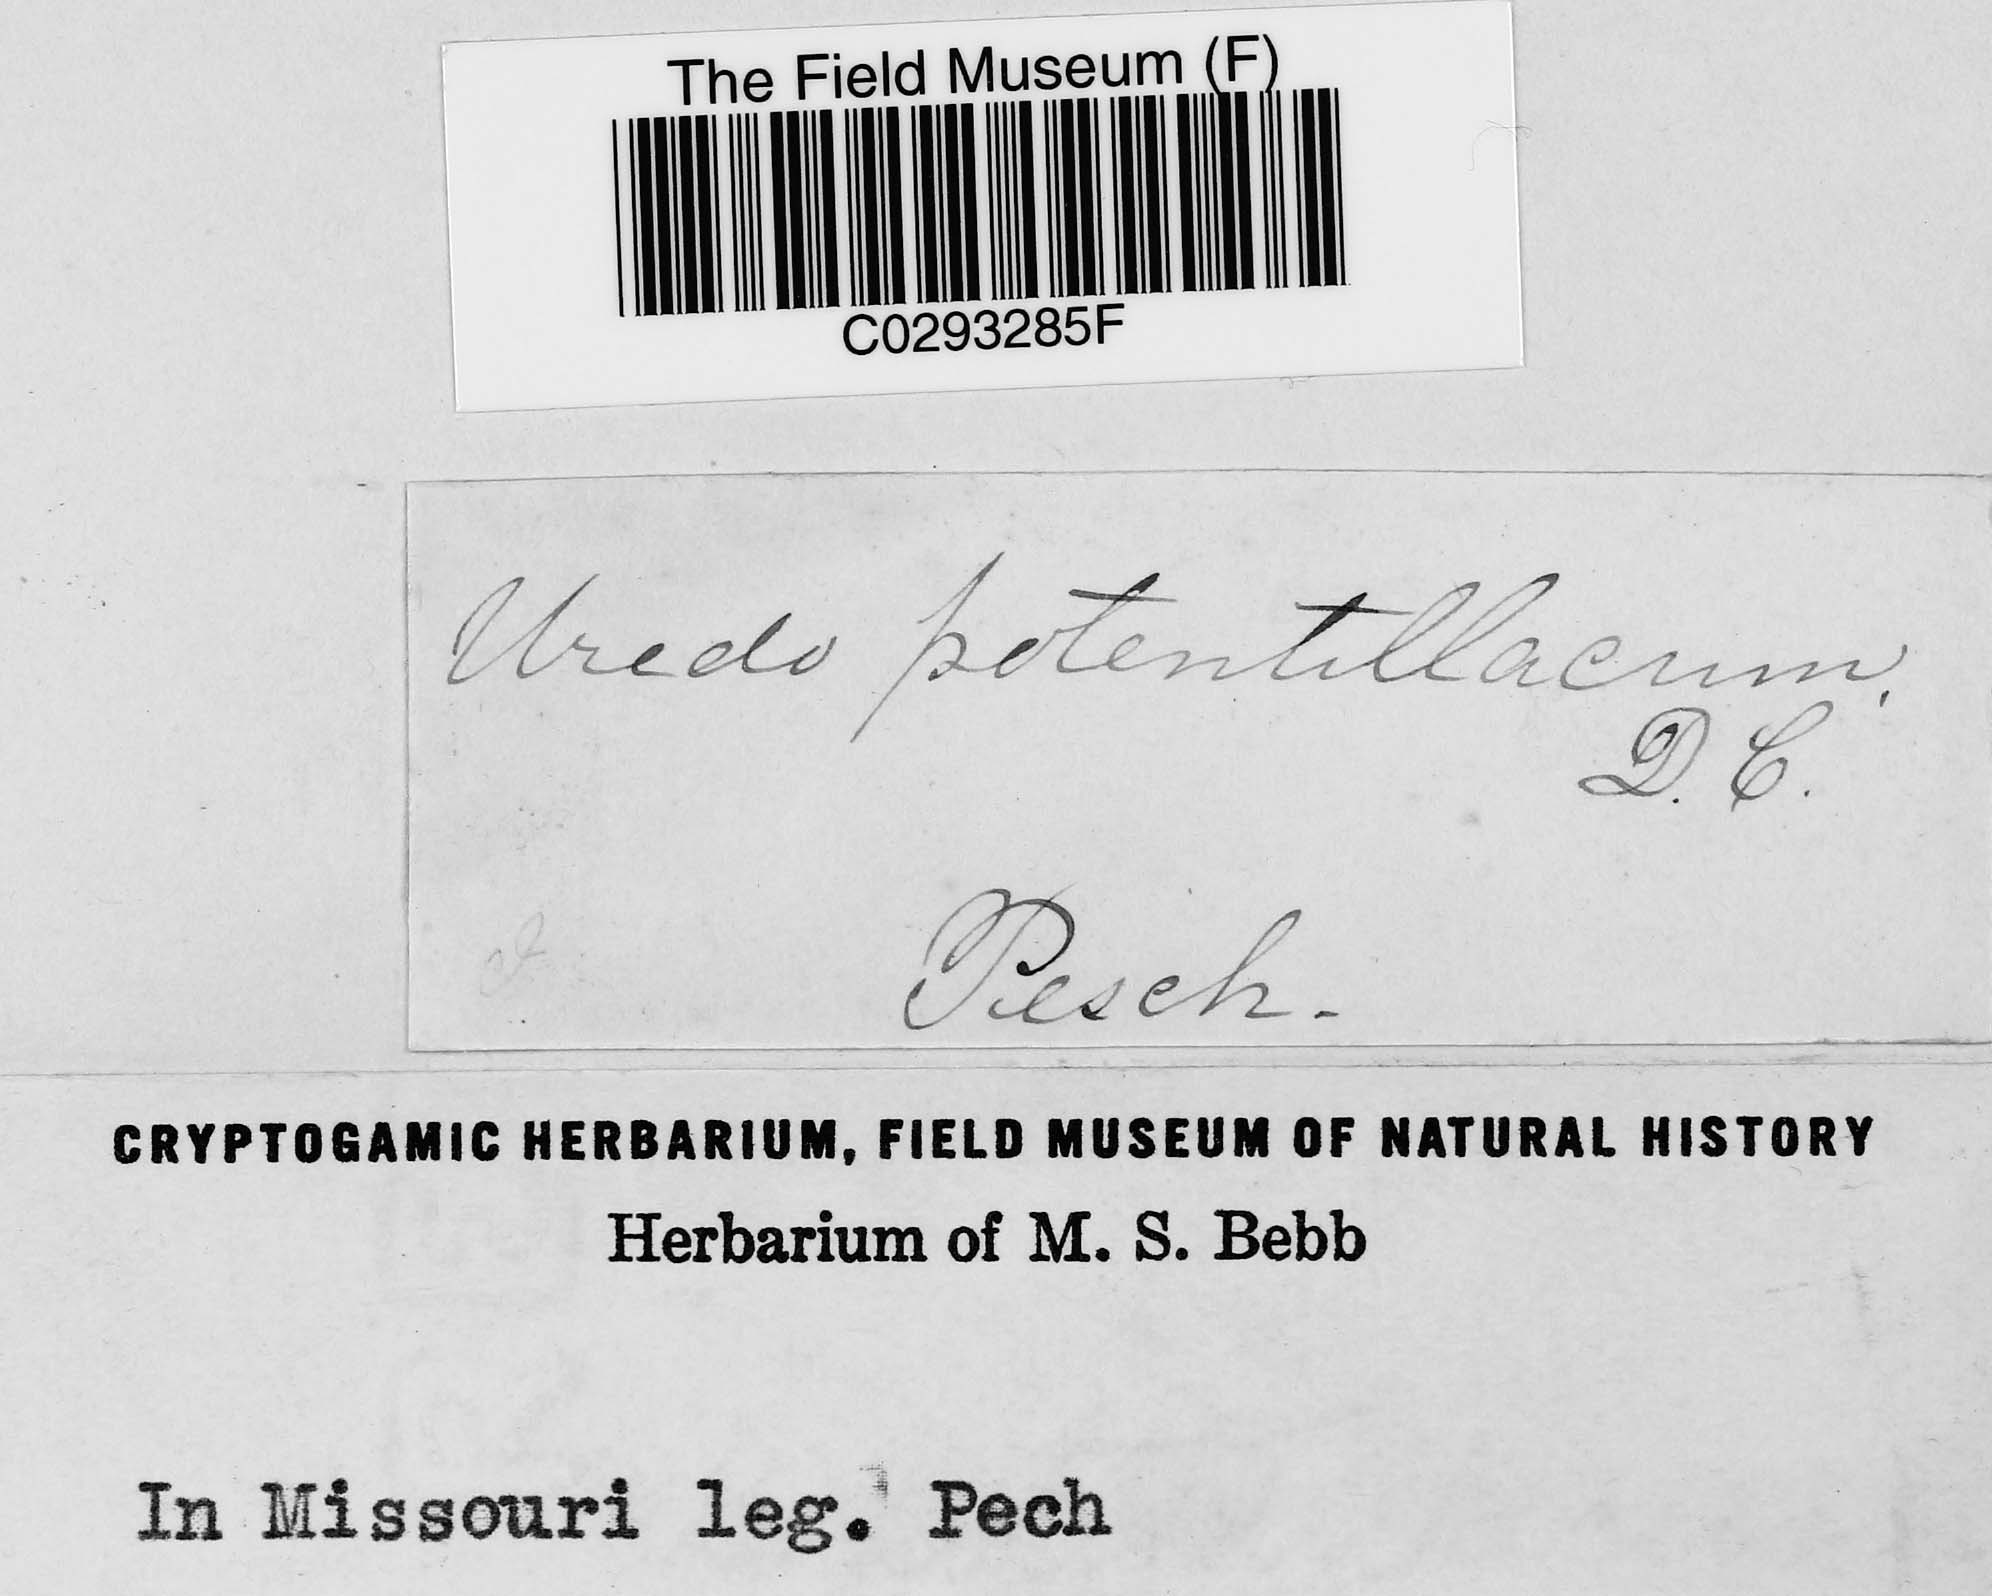 The Field Museum (F)
C0293285F
Uredo potentillacum.
D. C.
Pesch.
CRYPTOGAMIC HERBARIUM, FIELD MUSEUM OF NATURAL HISTORY
Herbarium of M. S. Bebb
In Missouri leg. Pech